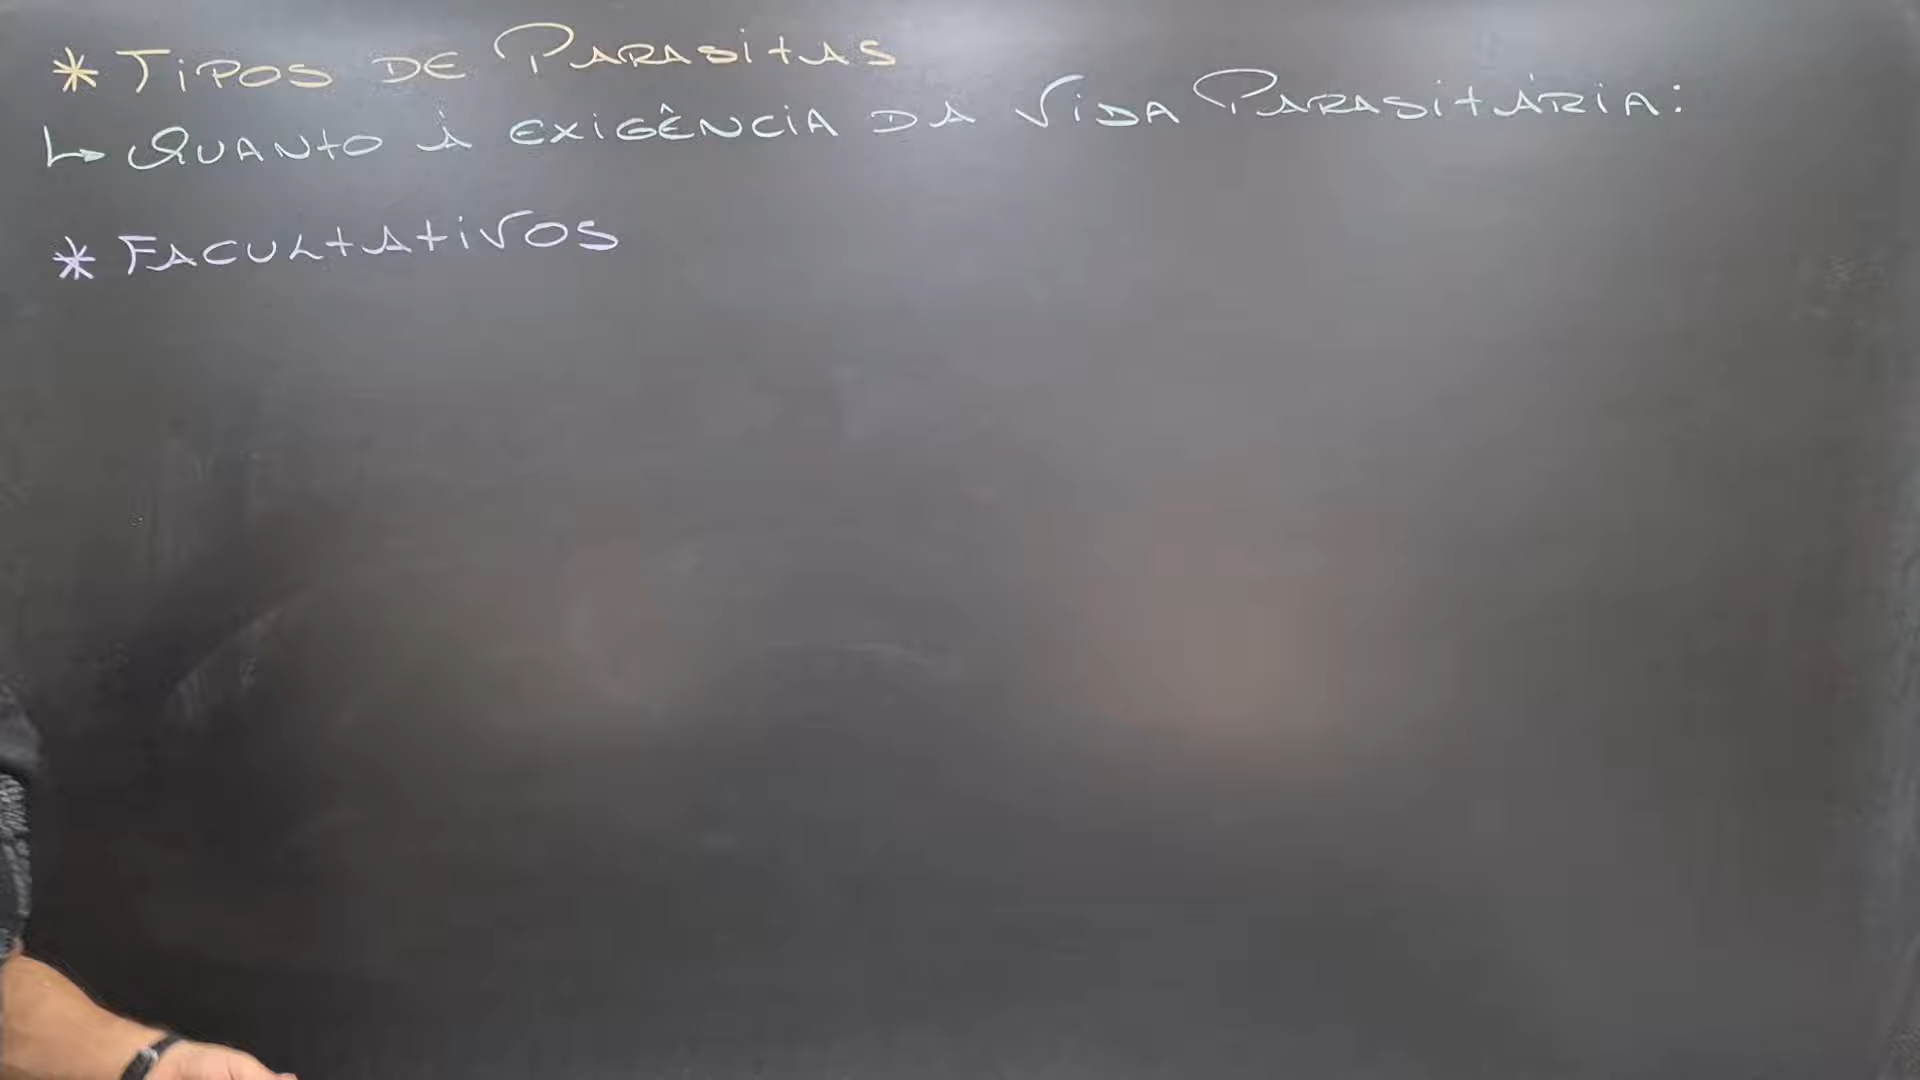 * Tipos de Parasitas
↳ Quanto à exigência da Vida Parasitária:
* Facultativos